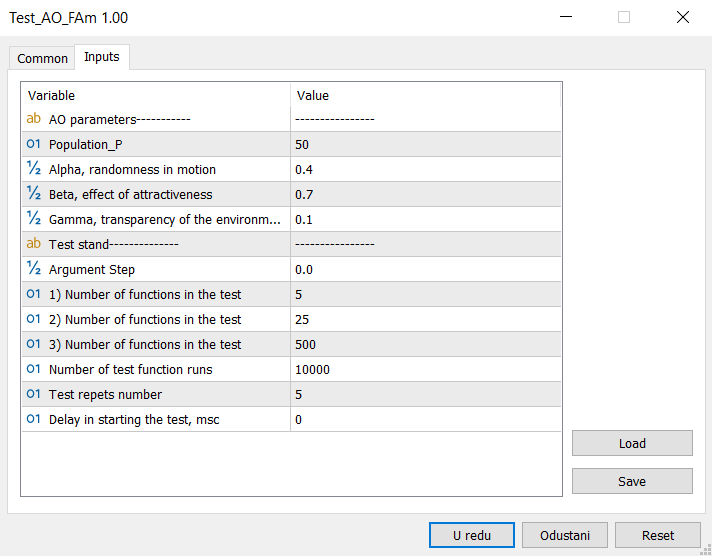 Test_AO_FAm 1.00
Common Inputs
Variable Value
ab AO parameters----------- ----------------
01 Population_P 50
½ Alpha, randomness in motion 0.4
½ Beta, effect of attractiveness 0.7
½ Gamma, transparency of the environm... 0.1
ab Test stand-------------- ----------------
½ Argument Step 0.0
01 1) Number of functions in the test 5
01 2) Number of functions in the test 25
01 3) Number of functions in the test 500
01 Number of test function runs 10000
01 Test repets number 5
01 Delay in starting the test, msc 0
Load
Save
U redu Odustani Reset